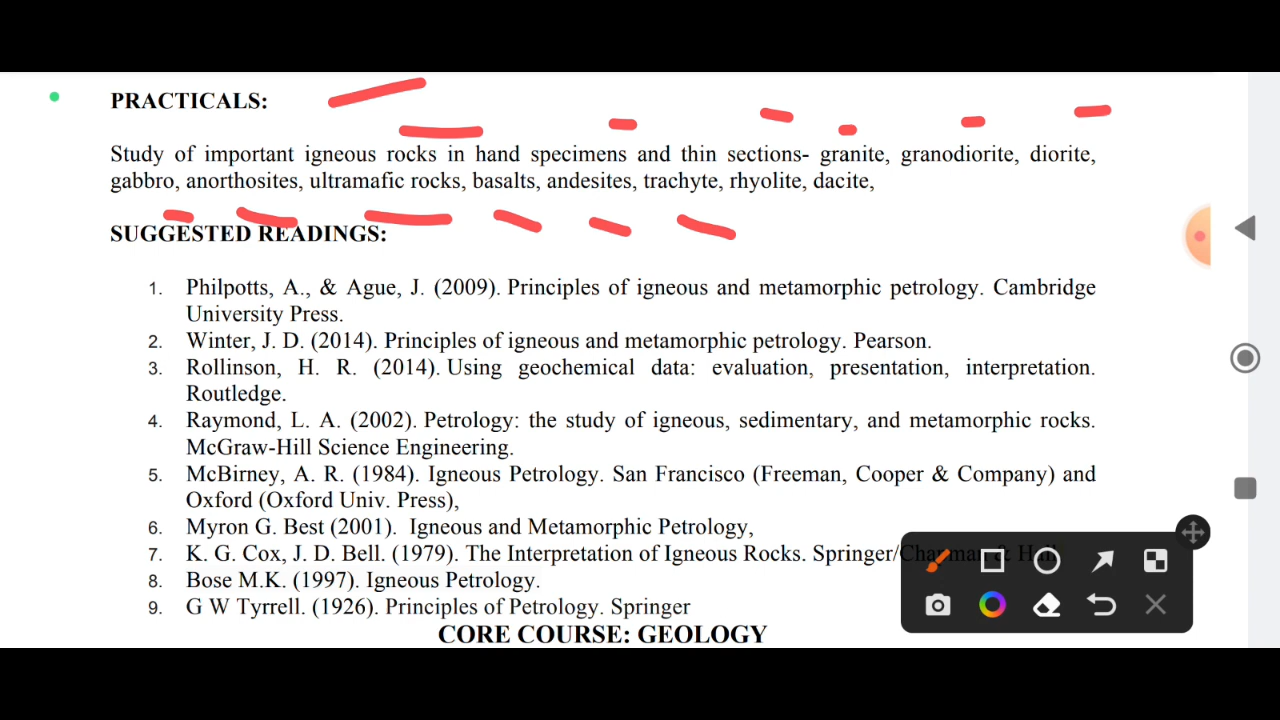 PRACTICALS:
Study of important igneous rocks in hand specimens and thin sections- granite, granodiorite, diorite,
gabbro, anorthosites, ultramafic rocks, basalts, andesites, trachyte, rhyolite, dacite,
SUGGESTED READINGS:
1. Philpotts, A., & Ague, J. (2009). Principles of igneous and metamorphic petrology. Cambridge
University Press.
2. Winter, J. D. (2014). Principles of igneous and metamorphic petrology. Pearson.
3. Rollinson, H. R. (2014). Using geochemical data: evaluation, presentation, interpretation.
Routledge.
4. Raymond, L. A. (2002). Petrology: the study of igneous, sedimentary, and metamorphic rocks.
McGraw-Hill Science Engineering.
5. McBirney, A. R. (1984). Igneous Petrology. San Francisco (Freeman, Cooper & Company) and
Oxford (Oxford Univ. Press),
6. Myron G. Best (2001). Igneous and Metamorphic Petrology,
7. K. G. Cox, J. D. Bell. (1979). The Interpretation of Igneous Rocks. Springer/Chapman & Hall.
8. Bose M.K. (1997). Igneous Petrology.
9. G W Tyrrell. (1926). Principles of Petrology. Springer
CORE COURSE: GEOLOGY